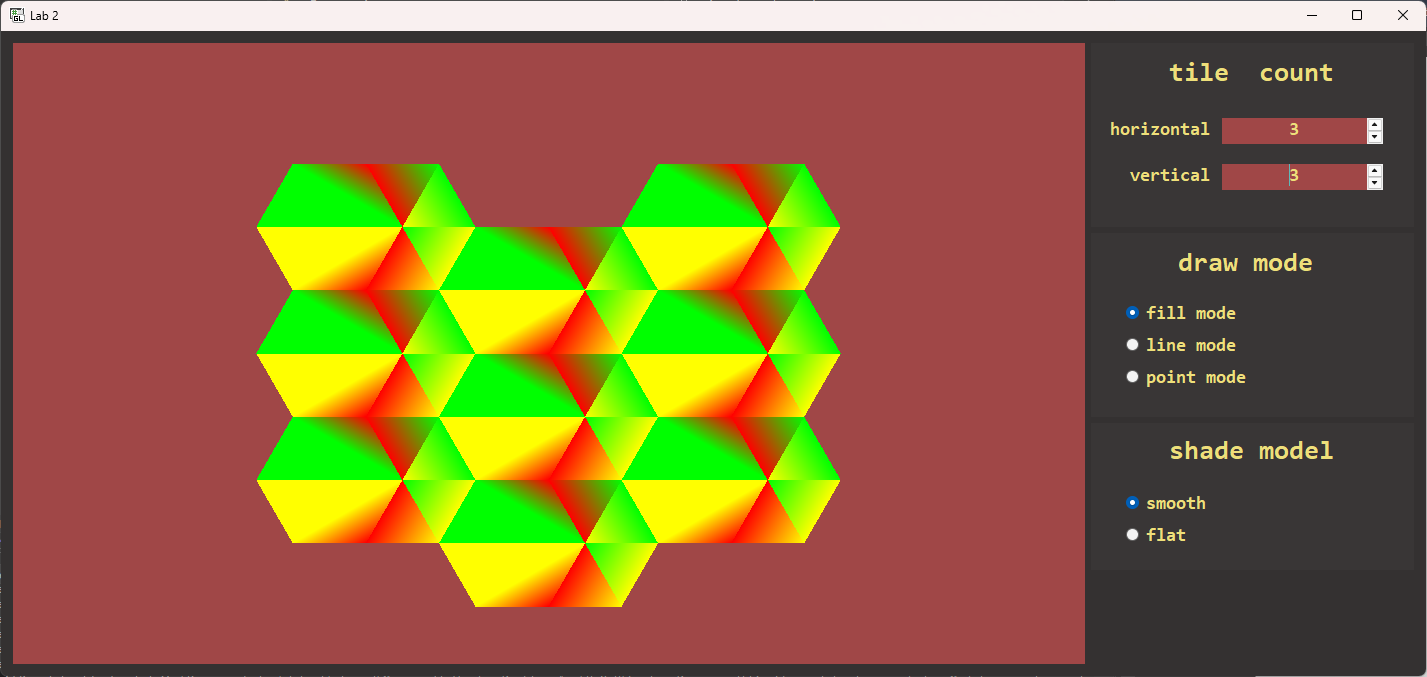 Lab 2
tile count
horizontal 3
vertical 3
draw mode
fill mode
line mode
point mode
shade model
smooth
flat